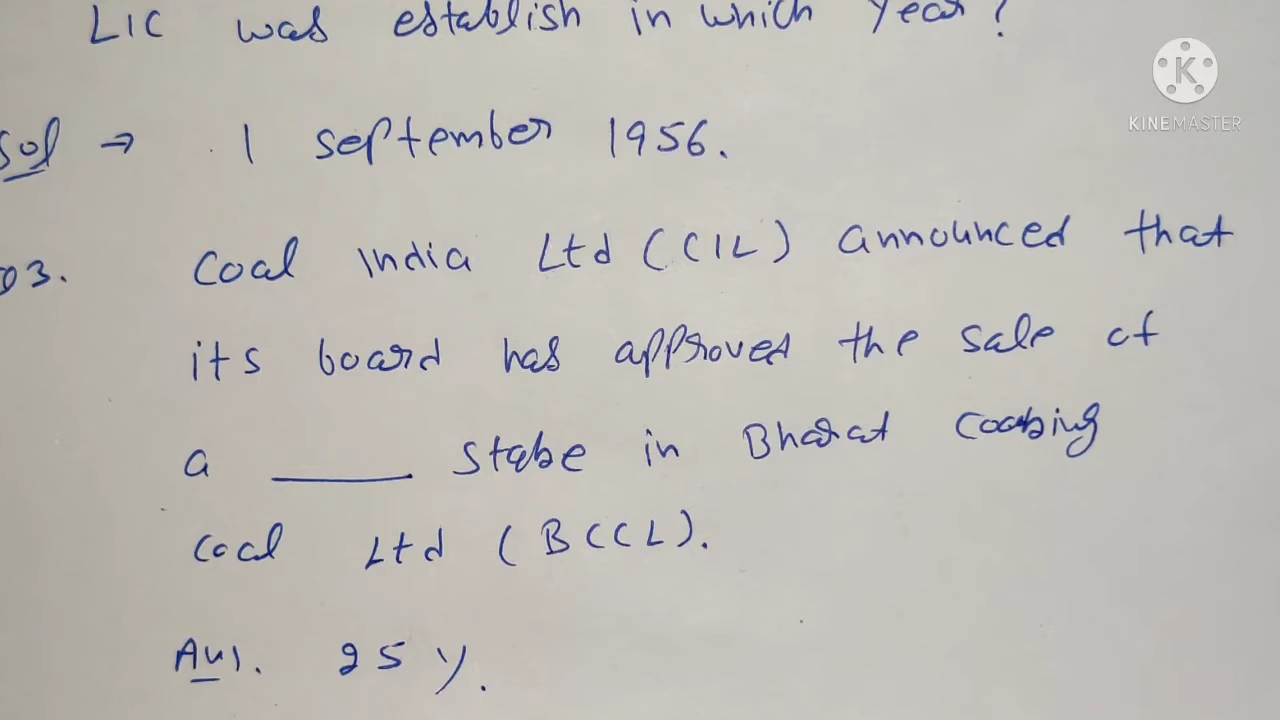 LIC was establish in which year?
KINEMASTER
Sol → 1 september 1956.
03. Coal India Ltd (CIL) announced that
its board has approved the sale of
a ______ stake in Bharat Cooking
Coal Ltd (BCCL).
Ans. 25 %.